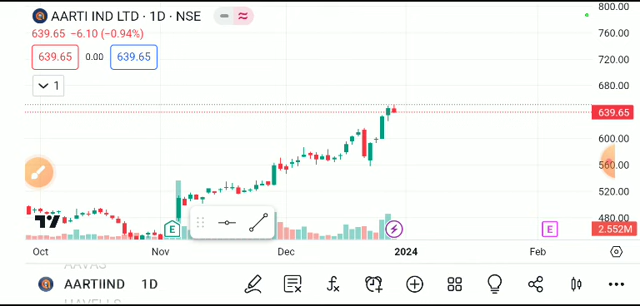 AARTI IND LTD · 1D · NSE
639.65 −6.10 (−0.94%)
639.65 0.00 639.65
1
800.00
760.00
720.00
680.00
639.65
600.00
560.00
520.00
480.00
2.552M
E
E
Oct Nov Dec 2024 Feb
AARTIIND 1D